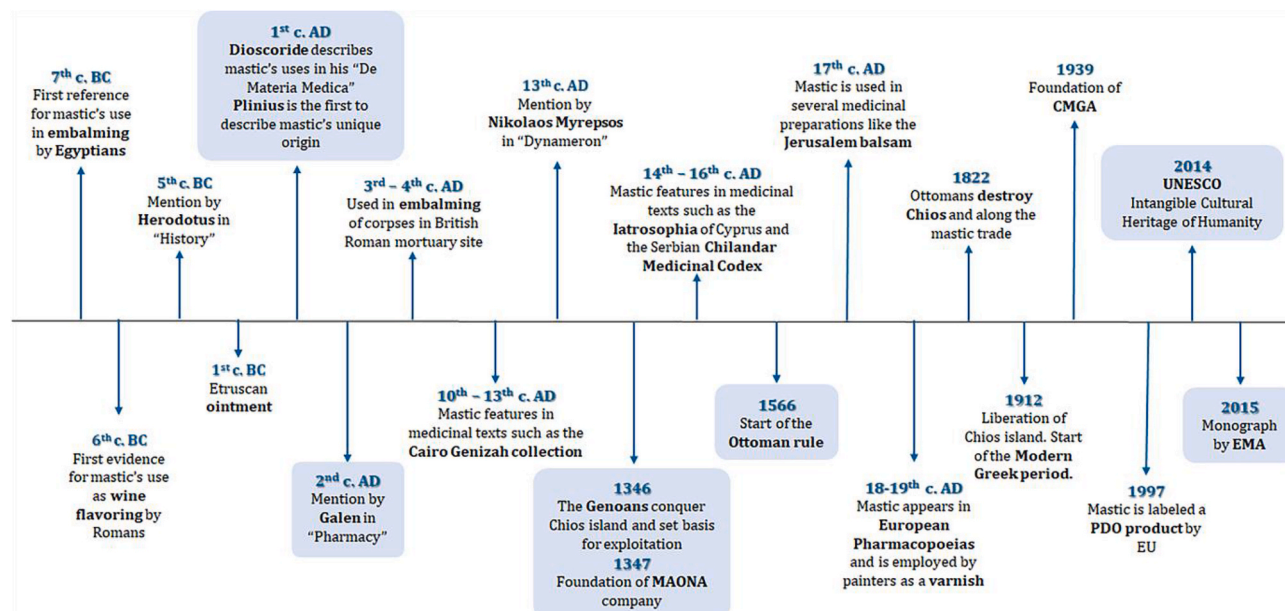 7th c. BC
First reference
for mastic's use
in embalming
by Egyptians
5th c. BC
Mention by
Herodotus in
"History"
1st c. AD
Dioscoride describes
mastic's uses in his "De
Materia Medica"
Plinius is the first to
describe mastic's unique
origin
3rd – 4th c. AD
Used in embalming
of corpses in British
Roman mortuary site
13th c. AD
Mention by
Nikolaos Myrepsos
in "Dynameron"
14th – 16th c. AD
Mastic features in medicinal
texts such as the
Iatrosophia of Cyprus and
the Serbian Chilandar
Medicinal Codex
17th c. AD
Mastic is used in
several medicinal
preparations like the
Jerusalem balsam
1822
Ottomans destroy
Chios and along the
mastic trade
1939
Foundation of
CMGA
2014
UNESCO
Intangible Cultural
Heritage of Humanity
6th c. BC
First evidence
for mastic's use
as wine
flavoring by
Romans
1st c. BC
Etruscan
ointment
2nd c. AD
Mention by
Galen in
"Pharmacy"
10th – 13th c. AD
Mastic features in
medicinal texts such as the
Cairo Genizah collection
1346
The Genoans conquer
Chios island and set basis
for exploitation
1347
Foundation of MAONA
company
1566
Start of the
Ottoman rule
18-19th c. AD
Mastic appears in
European
Pharmacopoeias
and is employed by
painters as a varnish
1912
Liberation of
Chios island. Start
of the Modern
Greek period.
1997
Mastic is labeled a
PDO product by
EU
2015
Monograph
by EMA